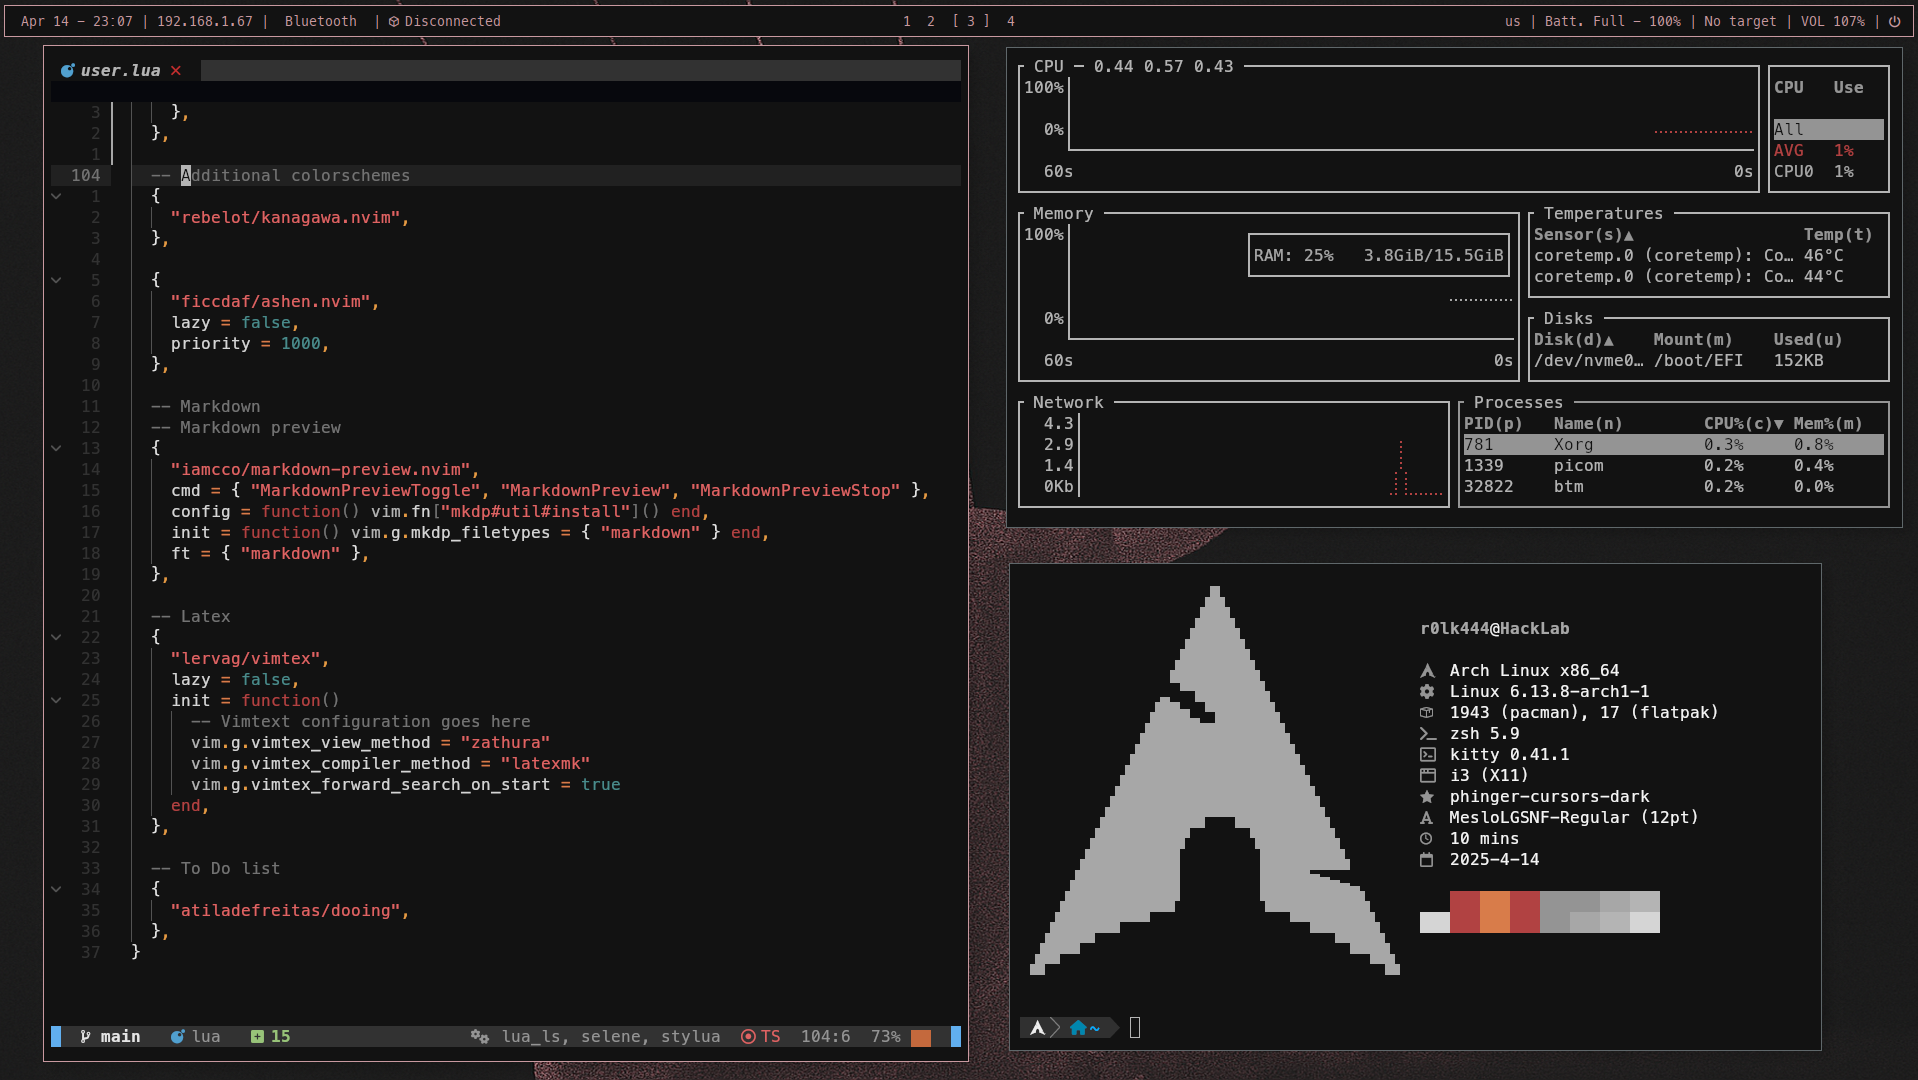 Apr 14 – 23:07 | 192.168.1.67 | Bluetooth | Disconnected
1 2 [ 3 ] 4
us | Batt. Full – 100% | No target | VOL 107% |
user.lua ×
3 },
2 },
1
104 -- Additional colorschemes
1 {
2 "rebelot/kanagawa.nvim",
3 },
4
5 {
6 "ficcdaf/ashen.nvim",
7 lazy = false,
8 priority = 1000,
9 },
10
11 -- Markdown
12 -- Markdown preview
13 {
14 "iamcco/markdown-preview.nvim",
15 cmd = { "MarkdownPreviewToggle", "MarkdownPreview", "MarkdownPreviewStop" },
16 config = function() vim.fn["mkdp#util#install"]() end,
17 init = function() vim.g.mkdp_filetypes = { "markdown" } end,
18 ft = { "markdown" },
19 },
20
21 -- Latex
22 {
23 "lervag/vimtex",
24 lazy = false,
25 init = function()
26 -- Vimtext configuration goes here
27 vim.g.vimtex_view_method = "zathura"
28 vim.g.vimtex_compiler_method = "latexmk"
29 vim.g.vimtex_forward_search_on_start = true
30 end,
31 },
32
33 -- To Do list
34 {
35 "atiladefreitas/dooing",
36 },
37 }
main lua 15 lua_ls, selene, stylua TS 104:6 73%
CPU — 0.44 0.57 0.43
100%
0%
60s 0s
CPU Use
All
AVG 1%
CPU0 1%
Memory
100%
RAM: 25% 3.8GiB/15.5GiB
0%
60s 0s
Temperatures
Sensor(s)▲ Temp(t)
coretemp.0 (coretemp): Co… 46°C
coretemp.0 (coretemp): Co… 44°C
Disks
Disk(d)▲ Mount(m) Used(u)
/dev/nvme0… /boot/EFI 152KB
Network
4.3
2.9
1.4
0Kb
Processes
PID(p) Name(n) CPU%(c)▼ Mem%(m)
781 Xorg 0.3% 0.8%
1339 picom 0.2% 0.4%
32822 btm 0.2% 0.0%
r0lk444@HackLab
Arch Linux x86_64
Linux 6.13.8-arch1-1
1943 (pacman), 17 (flatpak)
zsh 5.9
kitty 0.41.1
i3 (X11)
phinger-cursors-dark
MesloLGSNF-Regular (12pt)
10 mins
2025-4-14
~